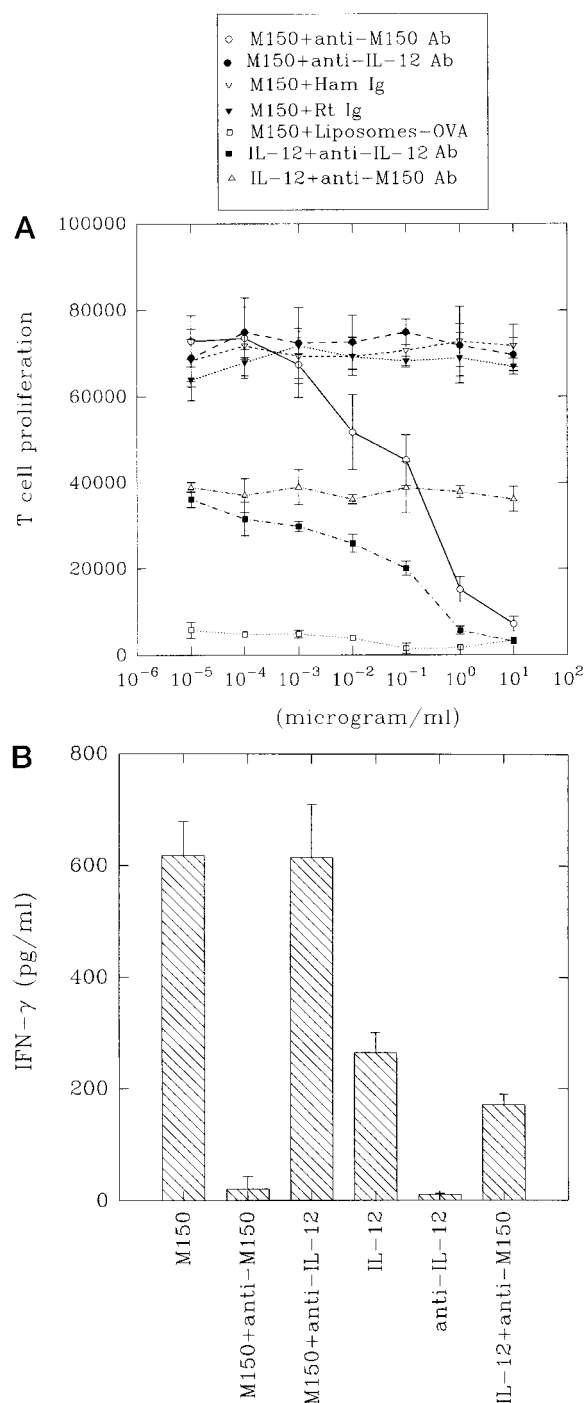 M150+anti-M150 Ab
M150+anti-IL-12 Ab
M150+Ham Ig
M150+Rt Ig
M150+Liposomes-OVA
IL-12+anti-IL-12 Ab
IL-12+anti-M150 Ab
A
100000
80000
60000
40000
20000
0
T cell proliferation
10⁻⁶ 10⁻⁵ 10⁻⁴ 10⁻³ 10⁻² 10⁻¹ 10⁰ 10¹ 10²
(microgram/ml)
B
800
600
400
200
0
IFN-γ (pg/ml)
M150
M150+anti-M150
M150+anti-IL-12
IL-12
anti-IL-12
IL-12+anti-M150